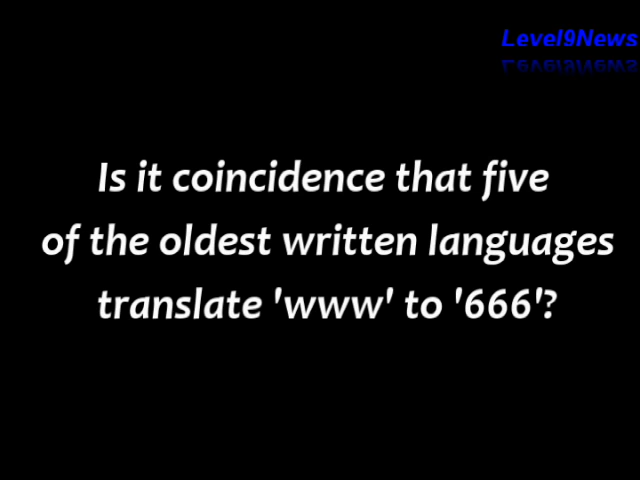 Level9News
Is it coincidence that five
of the oldest written languages
translate 'www' to '666'?